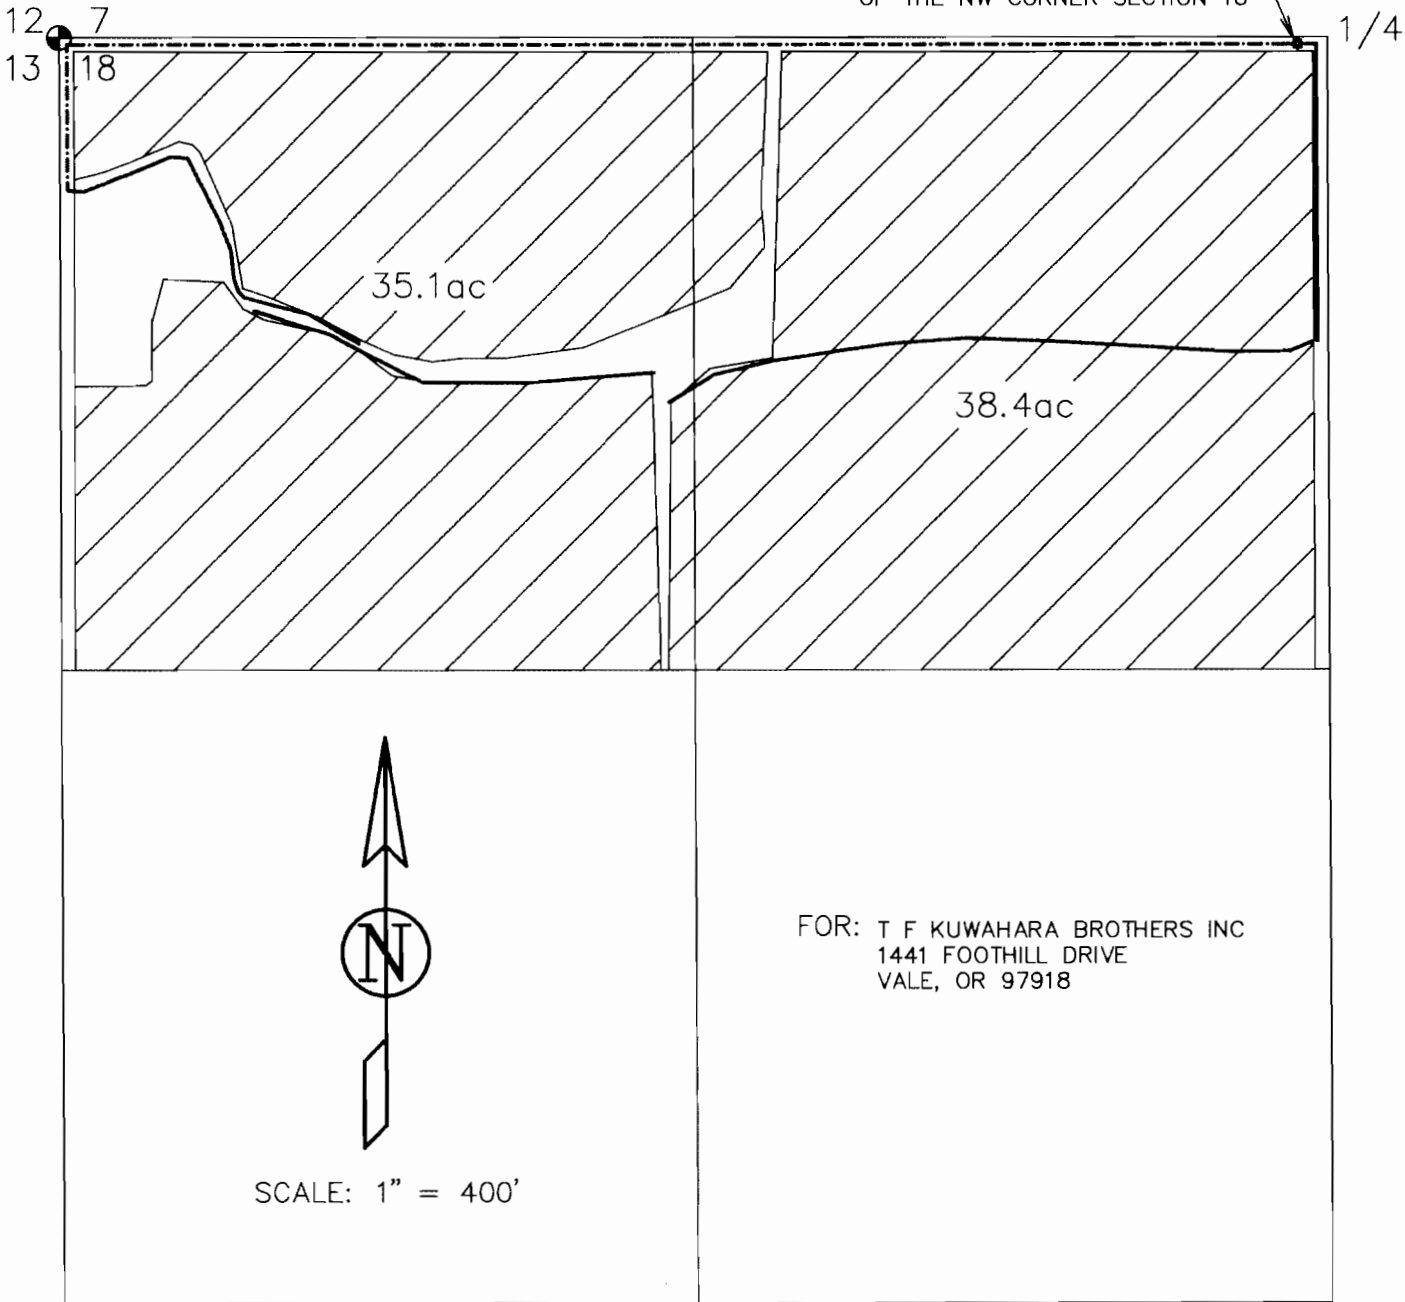 OF THE NW CORNER SECTION 18
12 7
1/4
13 18
35.1ac
38.4ac
N
FOR: T F KUWAHARA BROTHERS INC
1441 FOOTHILL DRIVE
VALE, OR 97918
SCALE: 1" = 400'